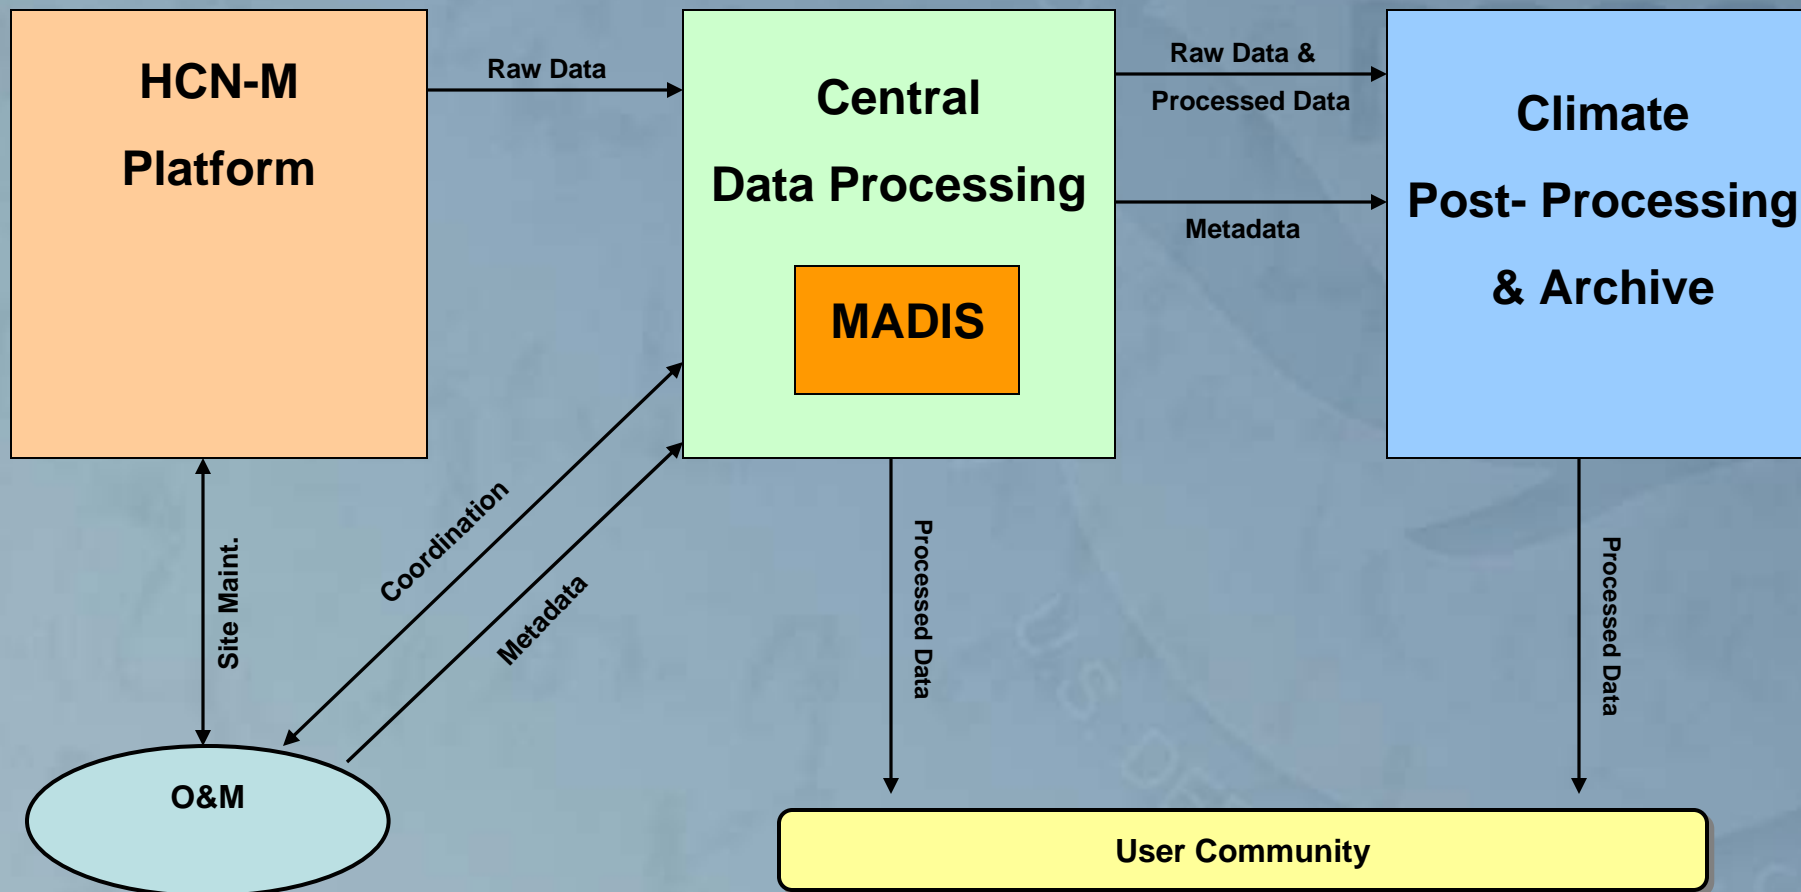 HCN-M
Platform
Raw Data
Central
Data Processing
MADIS
Raw Data &
Processed Data
Metadata
Climate
Post- Processing
& Archive
Site Maint.
Coordination
Metadata
Processed Data
Processed Data
O&M
User Community
U.S. DE